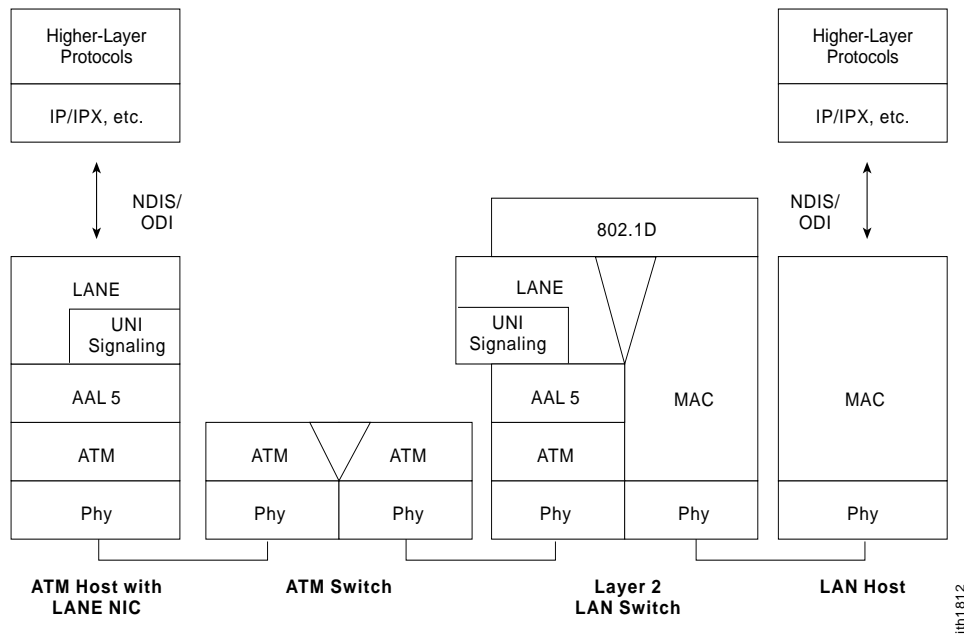 Higher-Layer
Protocols
IP/IPX, etc.
NDIS/
ODI
LANE
UNI
Signaling
AAL 5
ATM
Phy
ATM Host with
LANE NIC
ATM
ATM
Phy
Phy
ATM Switch
802.1D
LANE
UNI
Signaling
AAL 5
ATM
MAC
Phy
Phy
Layer 2
LAN Switch
Higher-Layer
Protocols
IP/IPX, etc.
NDIS/
ODI
MAC
Phy
LAN Host
ith1812